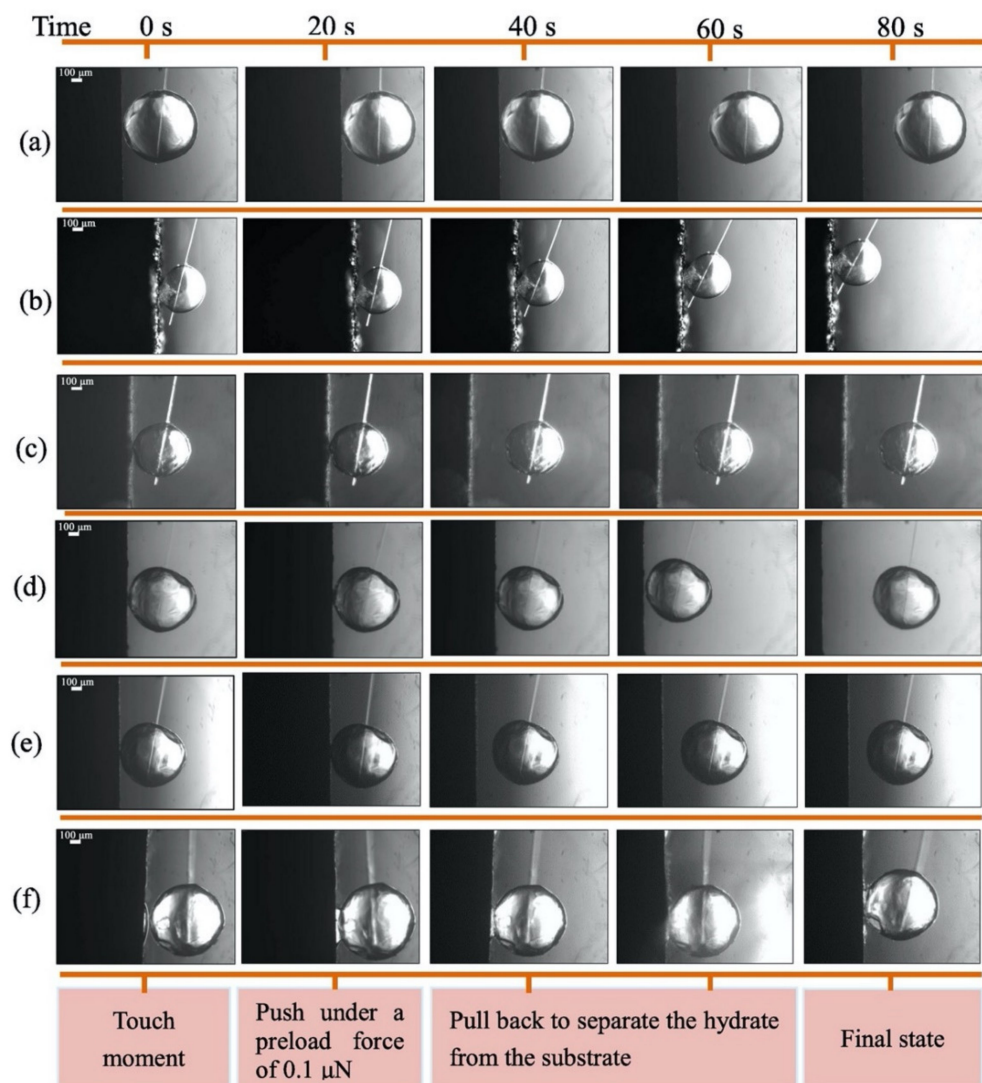 Time 0 s 20 s 40 s 60 s 80 s
100 μm
(a)
100 μm
(b)
100 μm
(c)
100 μm
(d)
100 μm
(e)
100 μm
(f)
Touch
moment
Push under a
preload force
of 0.1 μN
Pull back to separate the hydrate
from the substrate
Final state